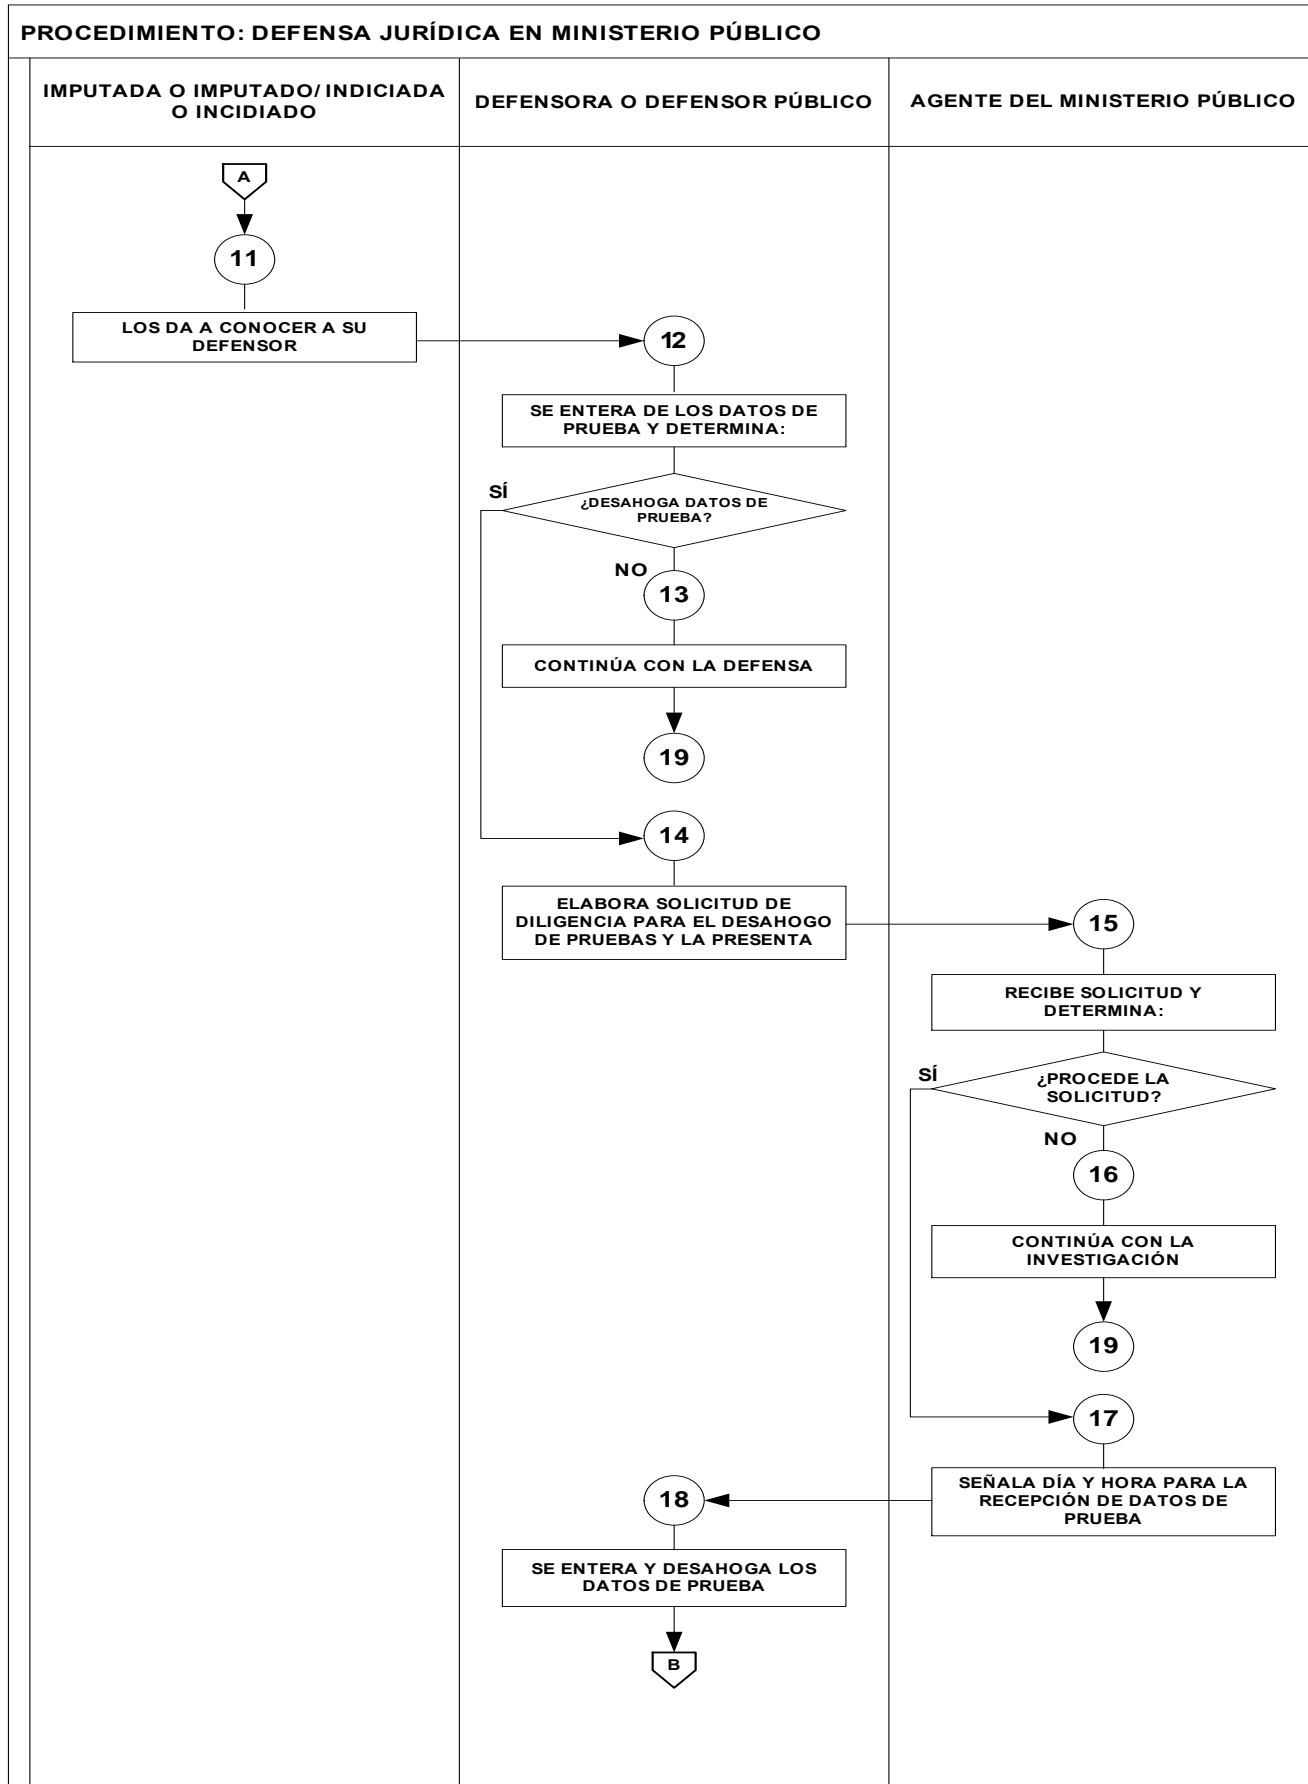 PROCEDIMIENTO: DEFENSA JURÍDICA EN MINISTERIO PÚBLICO
IMPUTADA O IMPUTADO/ INDICIADA
O INCIDIADO
DEFENSORA O DEFENSOR PÚBLICO
AGENTE DEL MINISTERIO PÚBLICO
A
11
LOS DA A CONOCER A SU
DEFENSOR
12
SE ENTERA DE LOS DATOS DE
PRUEBA Y DETERMINA:
SÍ
¿DESAHOGA DATOS DE
PRUEBA?
NO
13
CONTINÚA CON LA DEFENSA
19
14
ELABORA SOLICITUD DE
DILIGENCIA PARA EL DESAHOGO
DE PRUEBAS Y LA PRESENTA
15
RECIBE SOLICITUD Y
DETERMINA:
SÍ
¿PROCEDE LA
SOLICITUD?
NO
16
CONTINÚA CON LA
INVESTIGACIÓN
19
17
SEÑALA DÍA Y HORA PARA LA
RECEPCIÓN DE DATOS DE
PRUEBA
18
SE ENTERA Y DESAHOGA LOS
DATOS DE PRUEBA
B